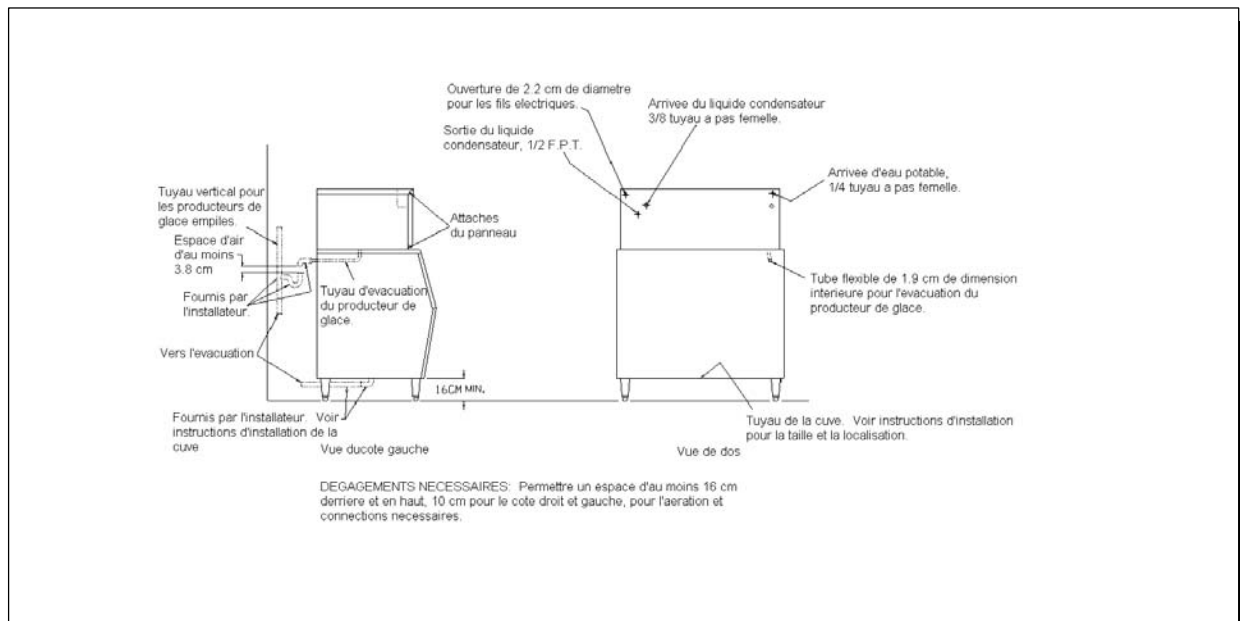 Ouverture de 2.2 cm de diametre
pour les fils electriques.
Arrivee du liquide condensateur
3/8 tuyau a pas femelle.
Sortie du liquide
condensateur, 1/2 F.P.T.
Arrivee d'eau potable,
1/4 tuyau a pas femelle.
Tuyau vertical pour
les producteurs de
glace empiles.
Attaches
du panneau
Espace d'air
d'au moins
3.8 cm
Tuyau d'evacuation
du producteur de
glace.
Tube flexible de 1.9 cm de dimension
interieure pour l'evacuation du
producteur de glace.
Fournis par
l'installateur.
Vers l'evacuation
16CM MIN.
Fournis par l'installateur. Voir
instructions d'installation de la
cuve
Vue ducote gauche
Tuyau de la cuve. Voir instructions d'installation
pour la taille et la localisation.
Vue de dos
DEGAGEMENTS NECESSAIRES: Permettre un espace d'au moins 16 cm
derriere et en haut, 10 cm pour le cote droit et gauche, pour l'aeration et
connections necessaires.